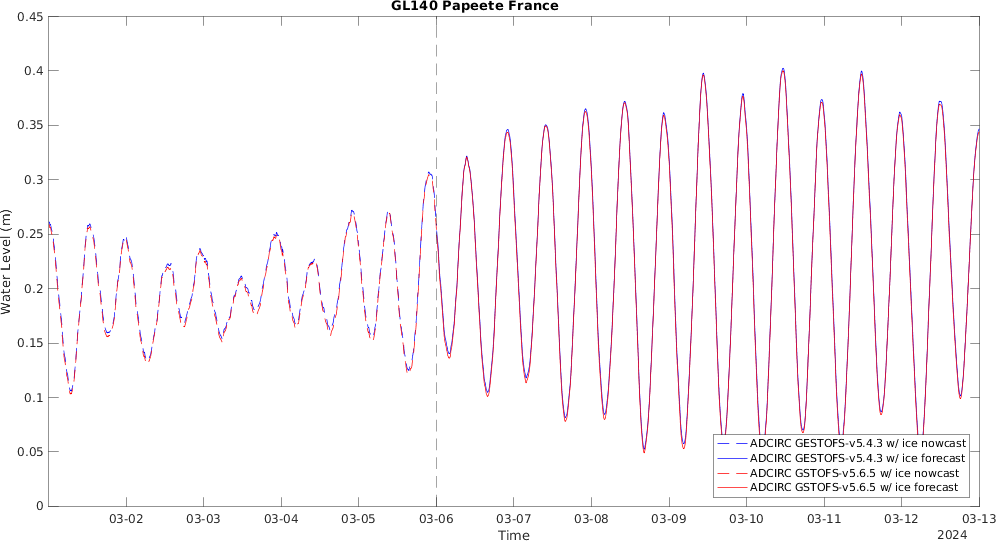 GL140 Papeete France
0.45
0.4
0.35
0.3
0.25
0.2
0.15
0.1
0.05
0
Water Level (m)
ADCIRC GESTOFS-v5.4.3 w/ ice nowcast
ADCIRC GESTOFS-v5.4.3 w/ ice forecast
ADCIRC GSTOFS-v5.6.5 w/ ice nowcast
ADCIRC GSTOFS-v5.6.5 w/ ice forecast
03-02 03-03 03-04 03-05 03-06 03-07 03-08 03-09 03-10 03-11 03-12 03-13
Time
2024